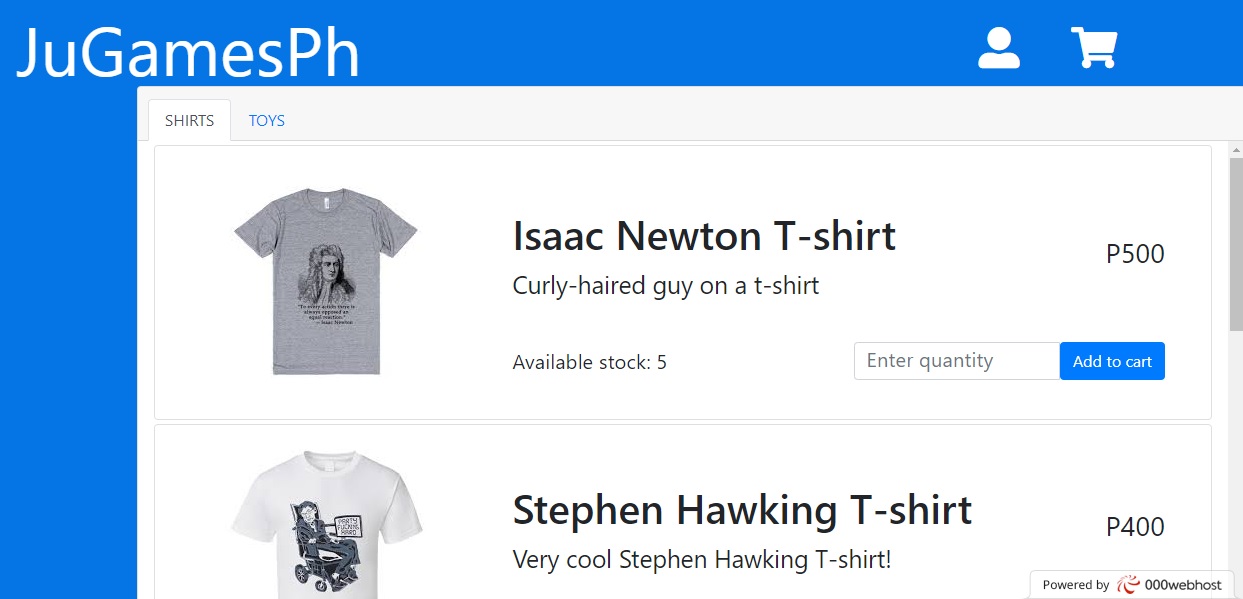 JuGamesPh
SHIRTS
TOYS
Isaac Newton T-shirt
P500
Curly-haired guy on a t-shirt
"To every action there is
always opposed an
equal reaction."
— Isaac Newton
Available stock: 5
Enter quantity
Add to cart
Stephen Hawking T-shirt
P400
PARTY
FUCKING
HARD
Very cool Stephen Hawking T-shirt!
Powered by 000webhost